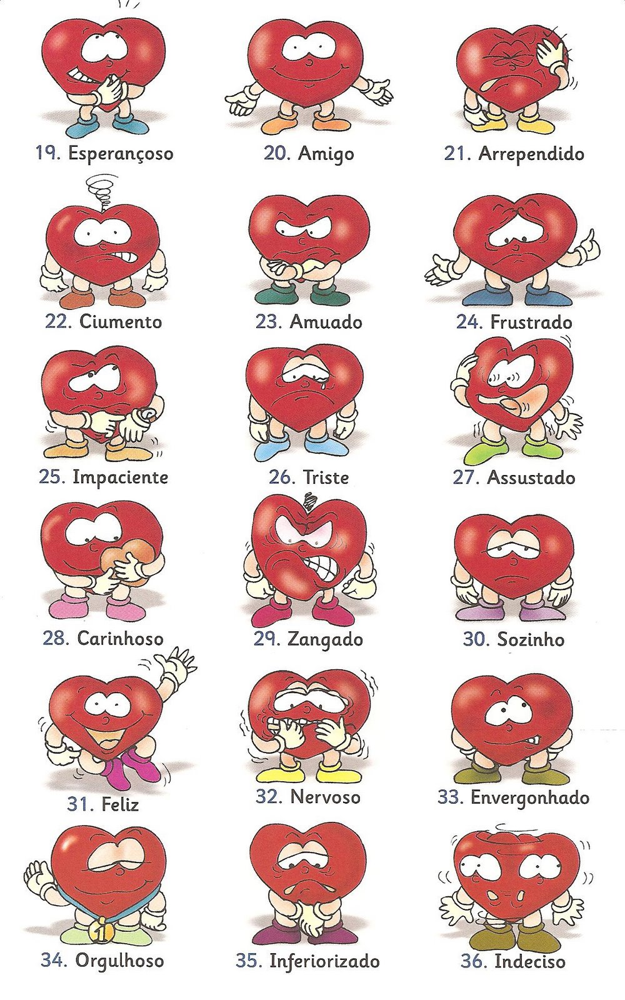 19. Esperançoso
20. Amigo
21. Arrependido
22. Ciumento
23. Amuado
24. Frustrado
25. Impaciente
26. Triste
27. Assustado
28. Carinhoso
29. Zangado
30. Sozinho
31. Feliz
32. Nervoso
33. Envergonhado
34. Orgulhoso
1
35. Inferiorizado
36. Indeciso